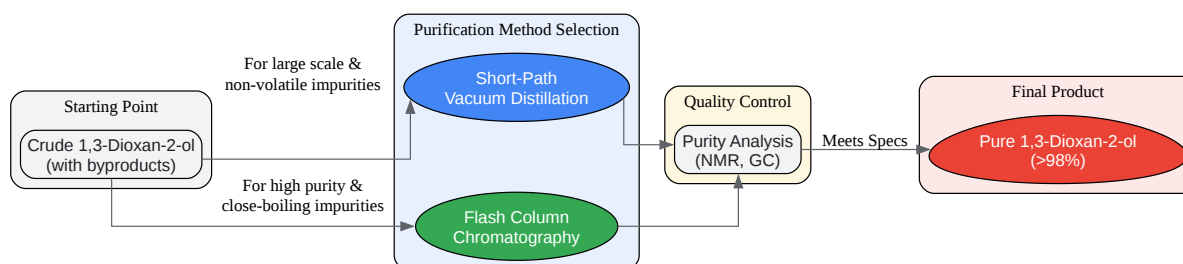 Purification Method Selection
For large scale &
non-volatile impurities
Short-Path
Vacuum Distillation
Starting Point
Crude 1,3-Dioxan-2-ol
(with byproducts)
For high purity &
close-boiling impurities
Flash Column
Chromatography
Quality Control
Purity Analysis
(NMR, GC)
Meets Specs
Final Product
Pure 1,3-Dioxan-2-ol
(>98%)